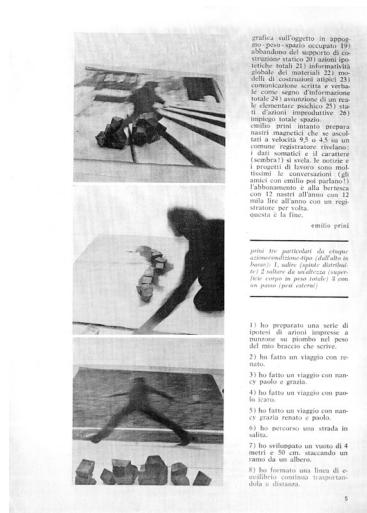 grafica sull'oggetto in appog-
mo - peso - spazio occupato 19)
abbandono del supporto di co-
struzione statico 20) azioni ipo-
tetiche totali 21) informatività
globale dei materiali 22) mo-
delli di costruzioni atipici 23)
comunicazione scritta e verba-
le come segno d'informazione
totale 24) assunzione di un rea-
le elementare psichico 25) sta-
ti d'azioni improduttive 26)
impiego totale spazio.
emilio prini intanto prepara
nastri magnetici che se ascol-
tati a velocità 9,5 o 4,5 su un
comune registratore rivelano:
i dati somatici e il carattere
(sembra?) si svela. le notizie e
i progetti di lavoro sono mol-
tissimi le conversazioni (gli
amici con emilio poi parlano!)
l'abbonamento è alla bertesca
con 12 nastri all'anno con 12
mila lire all'anno con un regi-
stratore per volta.
questa è la fine.
emilio prini
prini tre particolari da cinque
azionecondizione-tipo (dall'alto in
basso): 1. salire (spinte distribui-
te) 2 saltare da un'altezza (super-
ficie corpo in peso totale) 3 con
un passo (pesi esterni)
1) ho preparato una serie di
ipotesi di azioni impresse a
punzone su piombo nel peso
del mio braccio che scrive.
2) ho fatto un viaggio con re-
nato.
3) ho fatto un viaggio con nan-
cy paolo e grazia.
4) ho fatto un viaggio con pao-
lo icaro.
5) ho fatto un viaggio con nan-
cy grazia renato e paolo.
6) ho percorso una strada in
salita.
7) ho sviluppato un vuoto di 4
metri e 50 cm. staccando un
ramo da un albero.
8) ho formato una linea di e-
quilibrio continua trasportan-
dola a distanza.
5